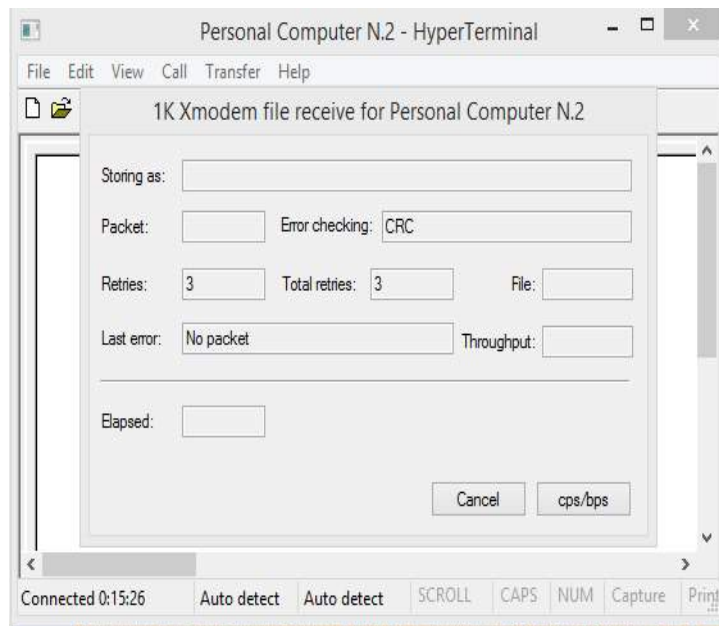 Personal Computer N.2 - HyperTerminal
File Edit View Call Transfer Help
1K Xmodem file receive for Personal Computer N.2
Storing as:
Packet: Error checking: CRC
Retries: 3 Total retries: 3 File:
Last error: No packet Throughput:
Elapsed:
Cancel cps/bps
Connected 0:15:26 Auto detect Auto detect SCROLL CAPS NUM Capture Print